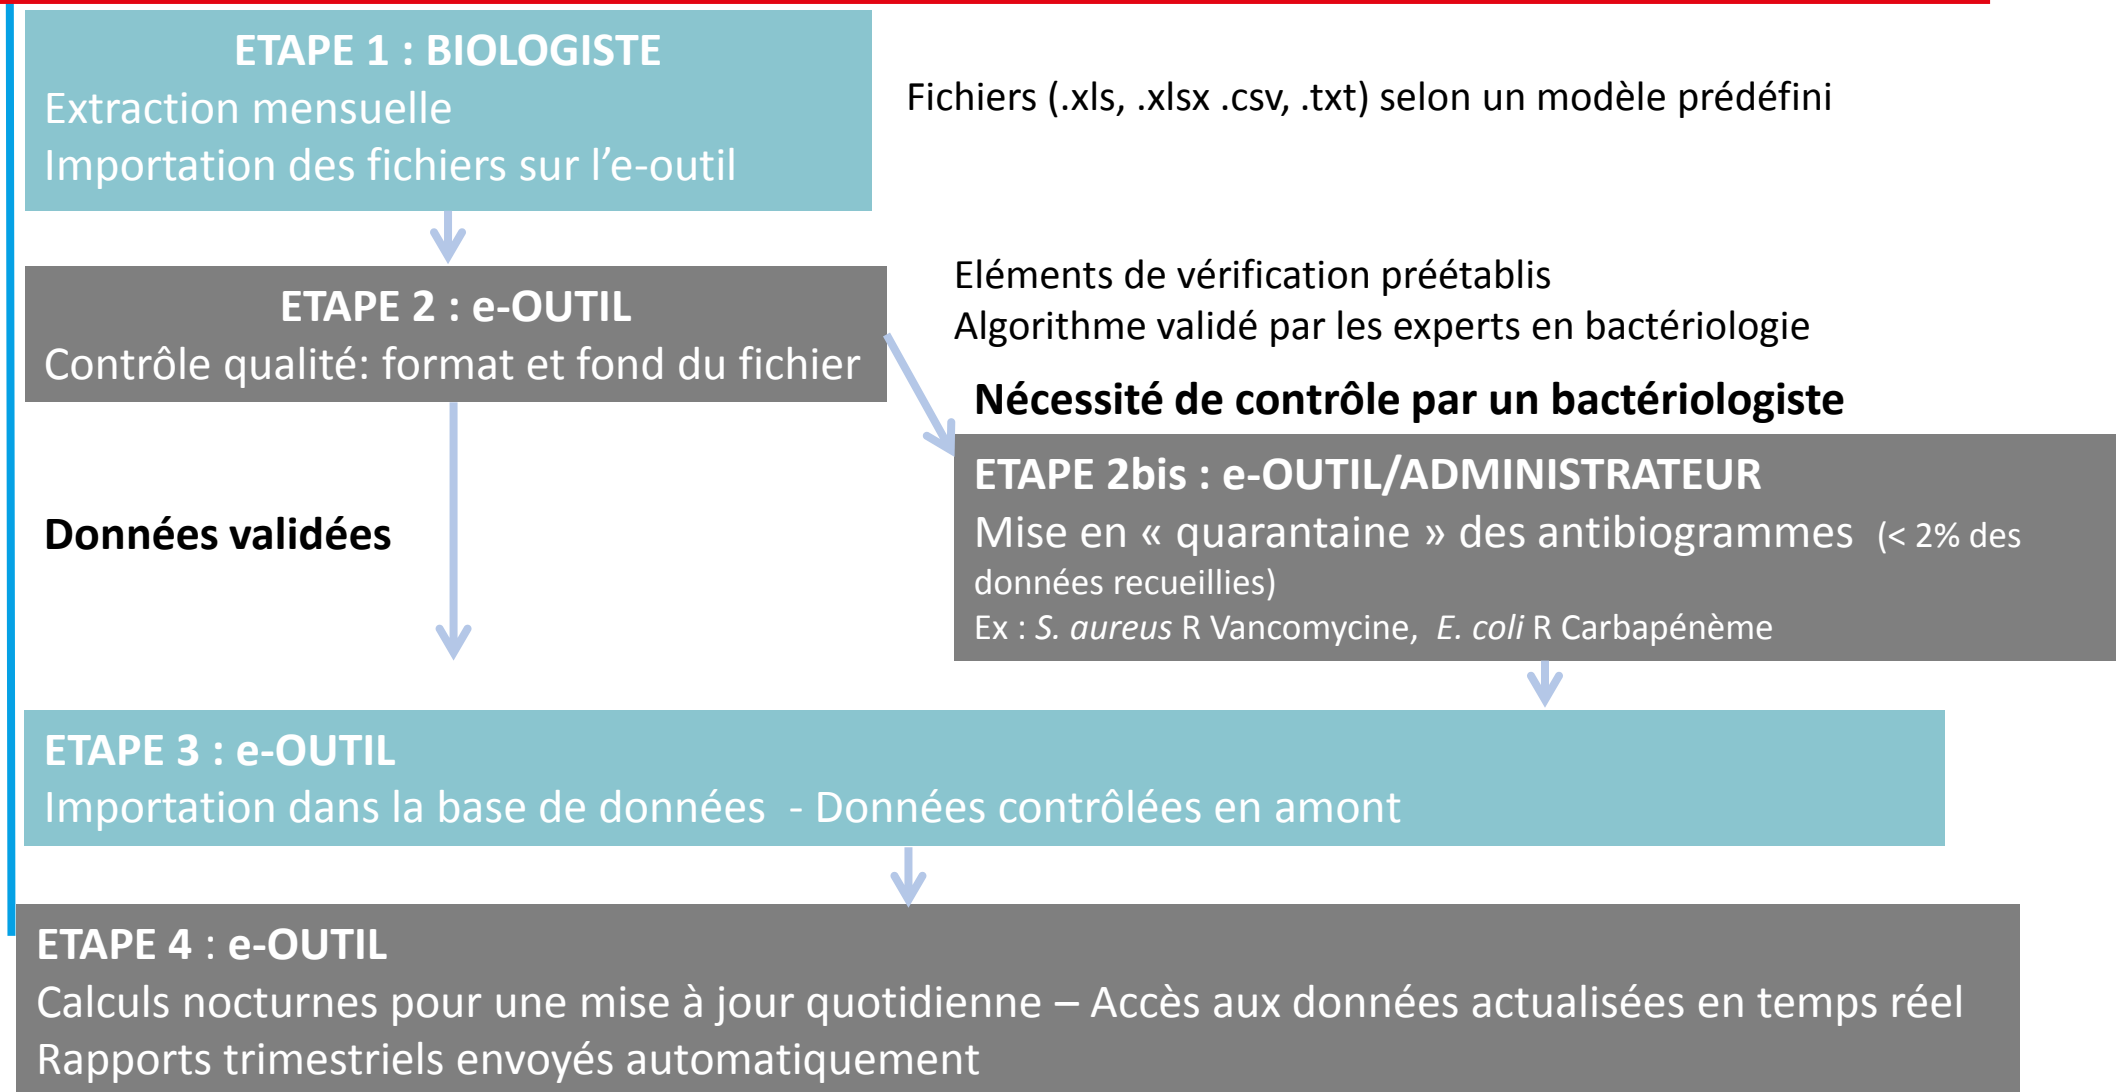 ETAPE 1 : BIOLOGISTE
Extraction mensuelle
Importation des fichiers sur l’e-outil
Fichiers (.xls, .xlsx .csv, .txt) selon un modèle prédéfini
ETAPE 2 : e-OUTIL
Contrôle qualité: format et fond du fichier
Eléments de vérification préétablis
Algorithme validé par les experts en bactériologie
Nécessité de contrôle par un bactériologiste
ETAPE 2bis : e-OUTIL/ADMINISTRATEUR
Mise en « quarantaine » des antibiogrammes (< 2% des
données recueillies)
Ex : S. aureus R Vancomycine, E. coli R Carbapénème
Données validées
ETAPE 3 : e-OUTIL
Importation dans la base de données - Données contrôlées en amont
ETAPE 4 : e-OUTIL
Calculs nocturnes pour une mise à jour quotidienne – Accès aux données actualisées en temps réel
Rapports trimestriels envoyés automatiquement